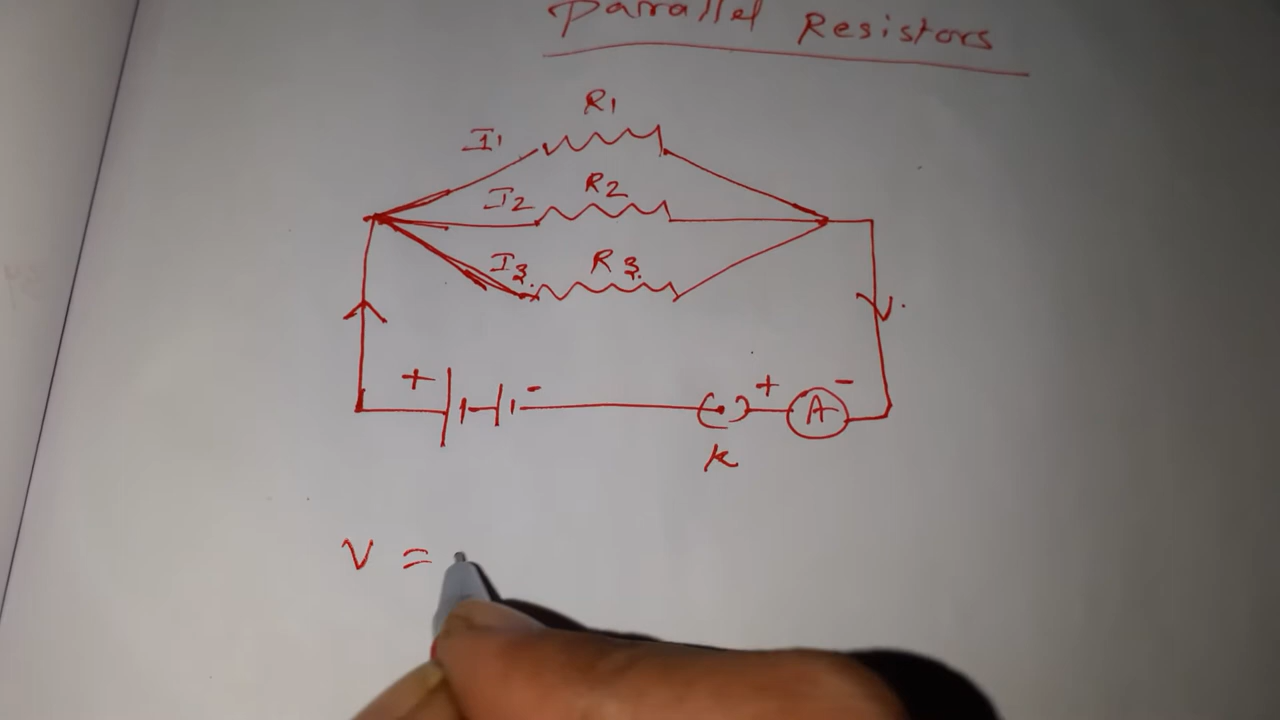 Parallel Resistors
R1
I1
R2
I2
R3
I3
+ -
+ -
A
K
V =